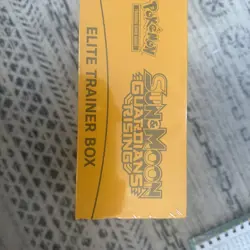 POKÉMON
SUN & MOON
GUARDIANS
RISING
ELITE TRAINER BOX